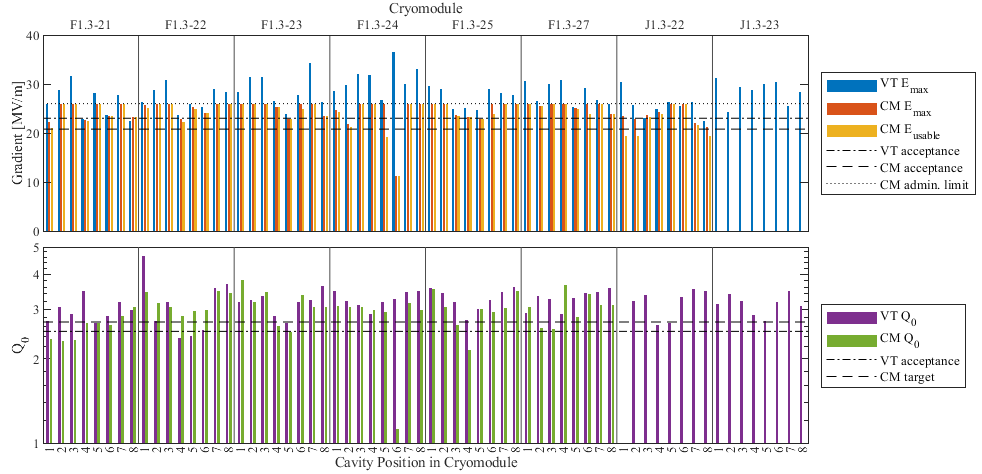 Cryomodule
F1.3-21 F1.3-22 F1.3-23 F1.3-24 F1.3-25 F1.3-27 J1.3-22 J1.3-23
Gradient [MV/m]
40
30
20
10
0
VT E_max
CM E_max
CM E_usable
VT acceptance
CM acceptance
CM admin. limit
Q_0
5
4
3
2
1
VT Q_0
CM Q_0
VT acceptance
CM target
1 2 3 4 5 6 7 8 1 2 3 4 5 6 7 8 1 2 3 4 5 6 7 8 1 2 3 4 5 6 7 8 1 2 3 4 5 6 7 8 1 2 3 4 5 6 7 8 1 2 3 4 5 6 7 8 1 2 3 4 5 6 7 8
Cavity Position in Cryomodule